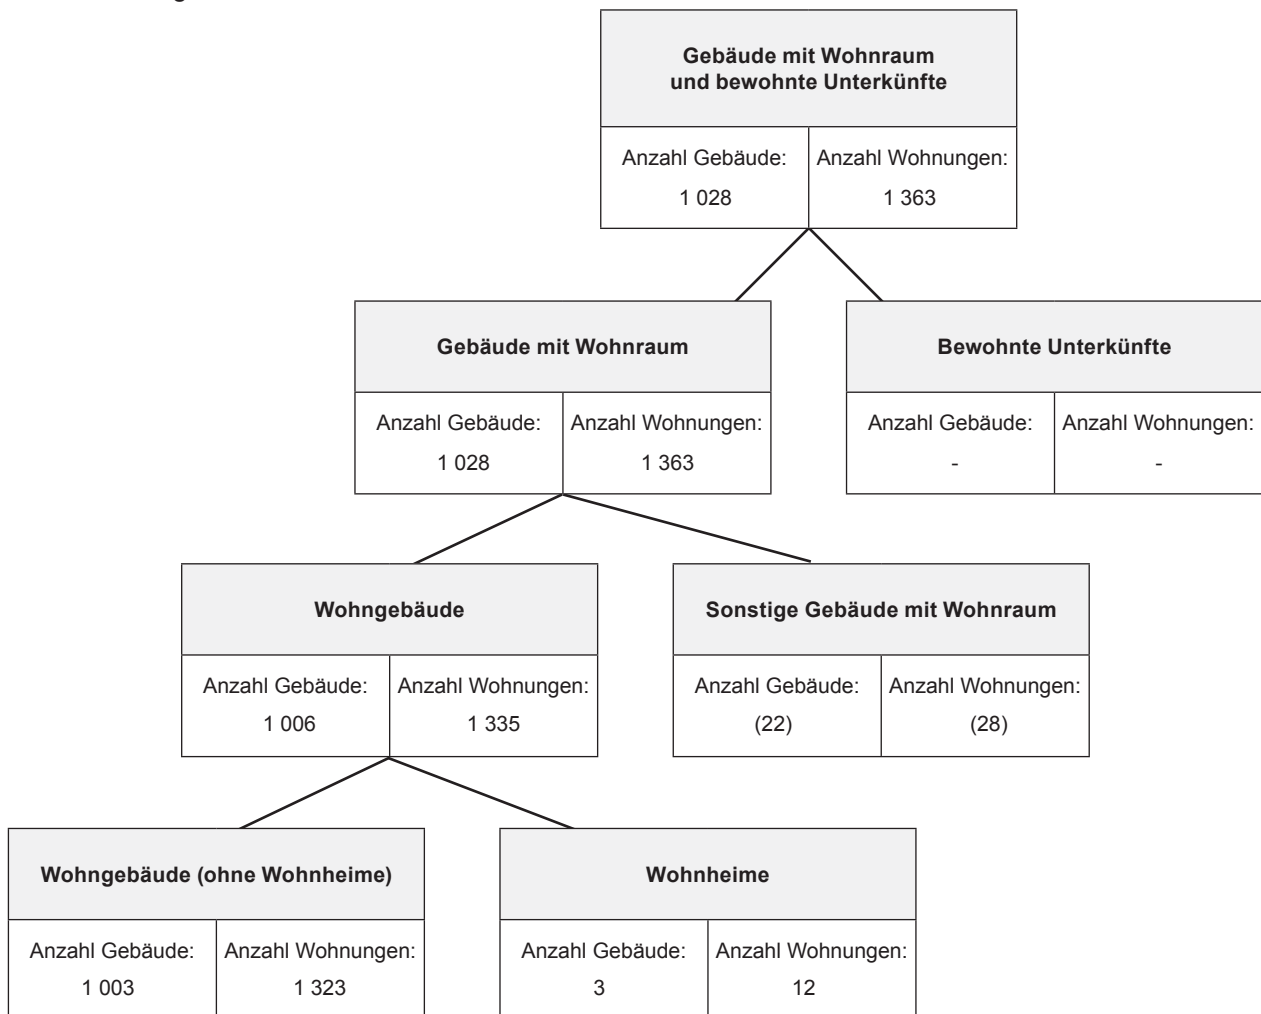 Gebäude mit Wohnraum
und bewohnte Unterkünfte
Anzahl Gebäude: Anzahl Wohnungen:
1 028 1 363
Gebäude mit Wohnraum Bewohnte Unterkünfte
Anzahl Gebäude: Anzahl Wohnungen: Anzahl Gebäude: Anzahl Wohnungen:
1 028 1 363 - -
Wohngebäude Sonstige Gebäude mit Wohnraum
Anzahl Gebäude: Anzahl Wohnungen: Anzahl Gebäude: Anzahl Wohnungen:
1 006 1 335 (22) (28)
Wohngebäude (ohne Wohnheime) Wohnheime
Anzahl Gebäude: Anzahl Wohnungen: Anzahl Gebäude: Anzahl Wohnungen:
1 003 1 323 3 12